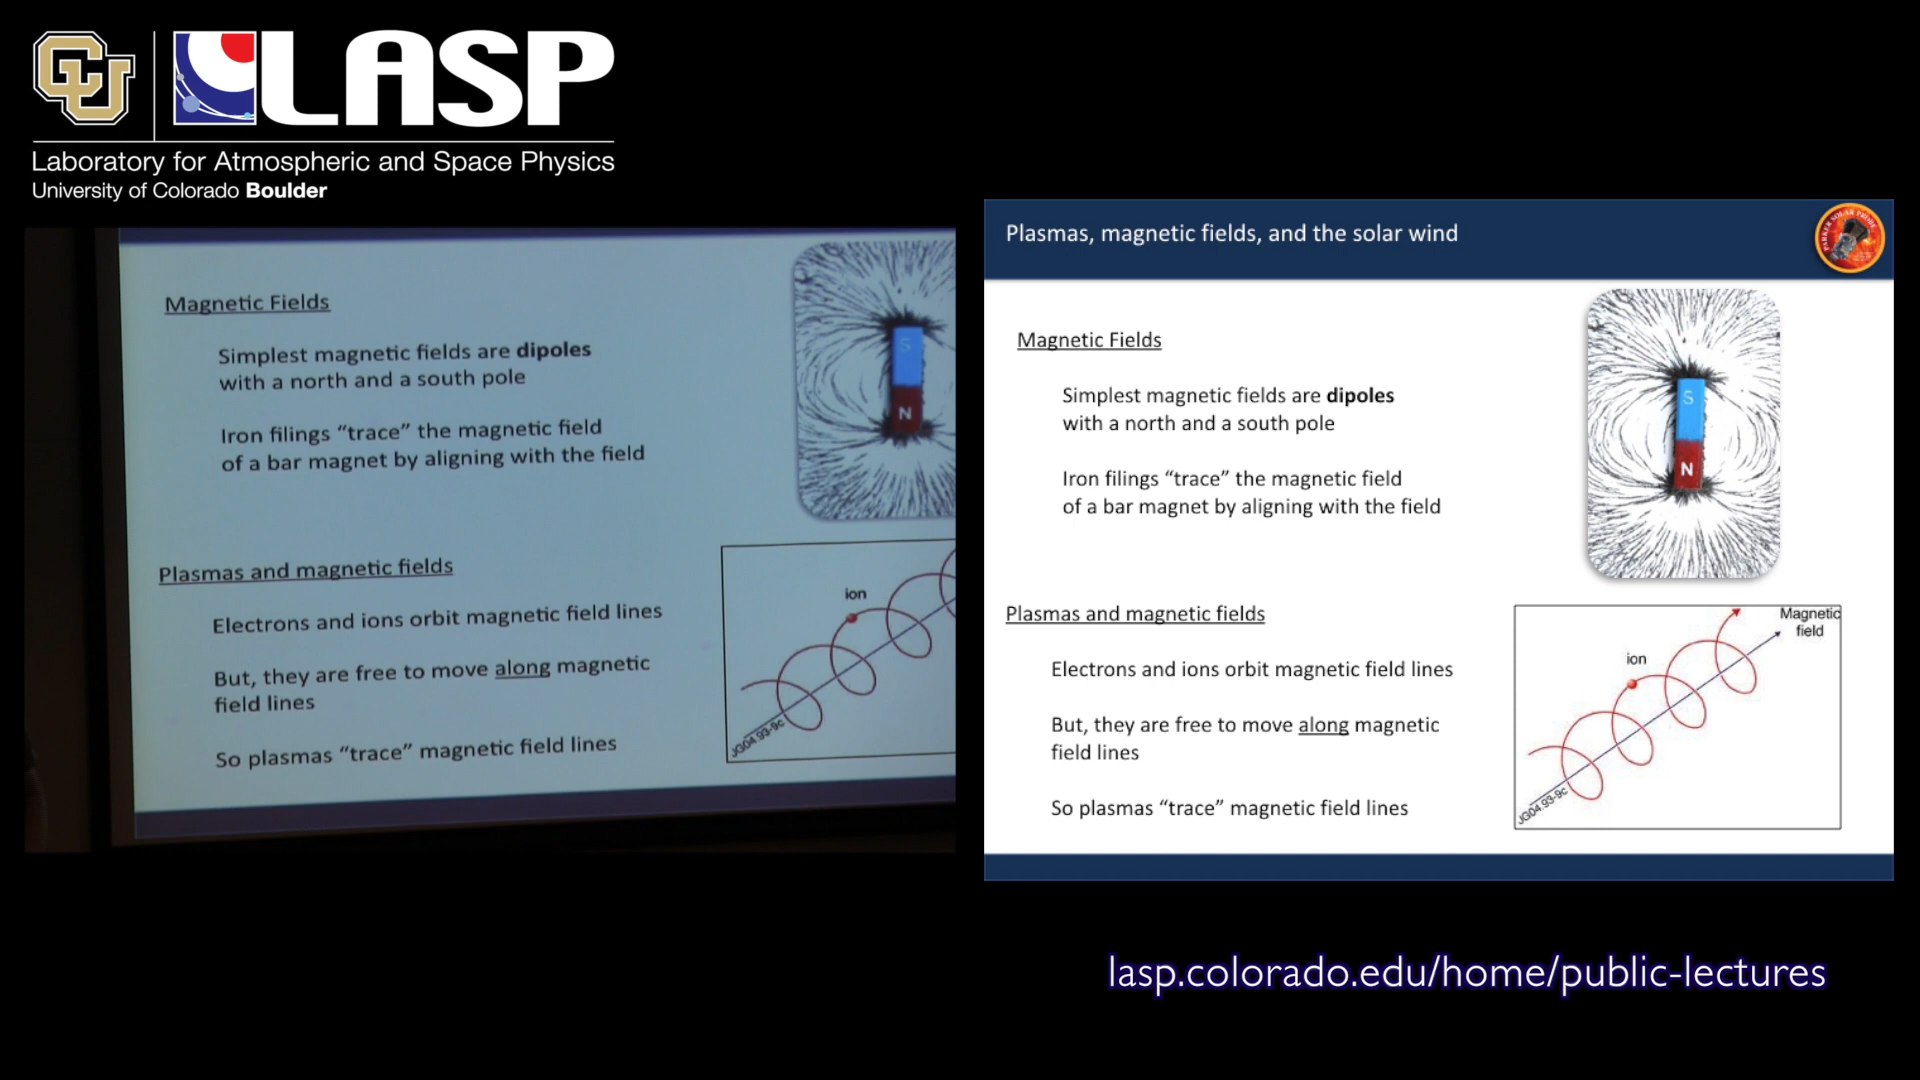 CU
LASP
Laboratory for Atmospheric and Space Physics
University of Colorado Boulder
Magnetic Fields
Simplest magnetic fields are dipoles
with a north and a south pole
Iron filings “trace” the magnetic field
of a bar magnet by aligning with the field
S
N
Plasmas and magnetic fields
Electrons and ions orbit magnetic field lines
But, they are free to move along magnetic
field lines
So plasmas “trace” magnetic field lines
ion
JG04.93-9c
Plasmas, magnetic fields, and the solar wind
PARKER SOLAR PROBE
Magnetic Fields
Simplest magnetic fields are dipoles
with a north and a south pole
Iron filings “trace” the magnetic field
of a bar magnet by aligning with the field
S
N
Plasmas and magnetic fields
Electrons and ions orbit magnetic field lines
But, they are free to move along magnetic
field lines
So plasmas “trace” magnetic field lines
Magnetic
field
ion
JG04.93-9c
lasp.colorado.edu/home/public-lectures